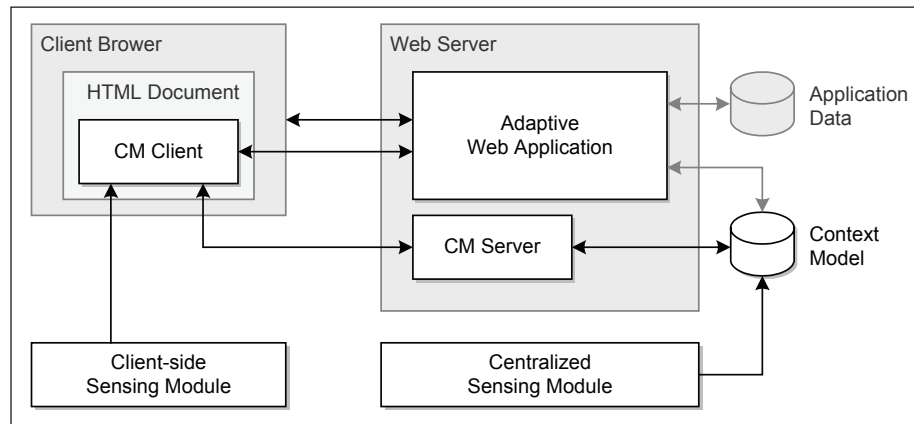 Client Brower
HTML Document
CM Client
Web Server
Adaptive
Web Application
CM Server
Application
Data
Context
Model
Client-side
Sensing Module
Centralized
Sensing Module